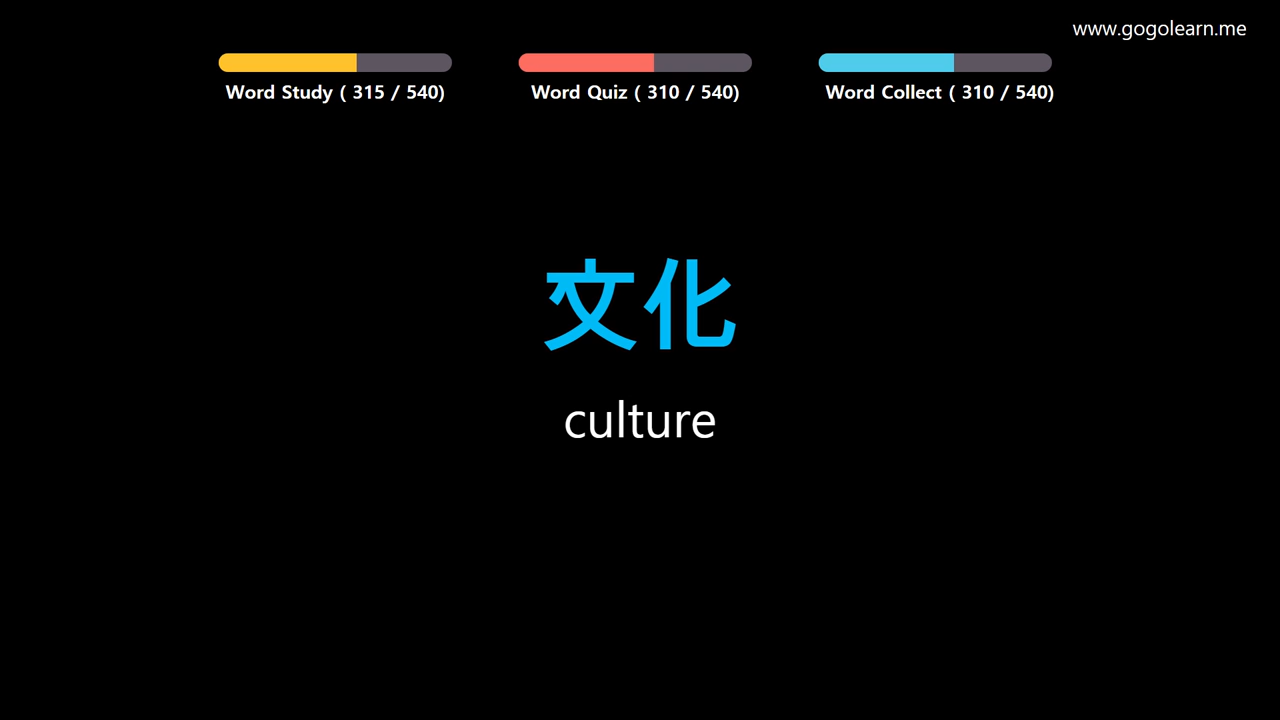 www.gogolearn.me
Word Study ( 315 / 540)
Word Quiz ( 310 / 540)
Word Collect ( 310 / 540)
文化
culture